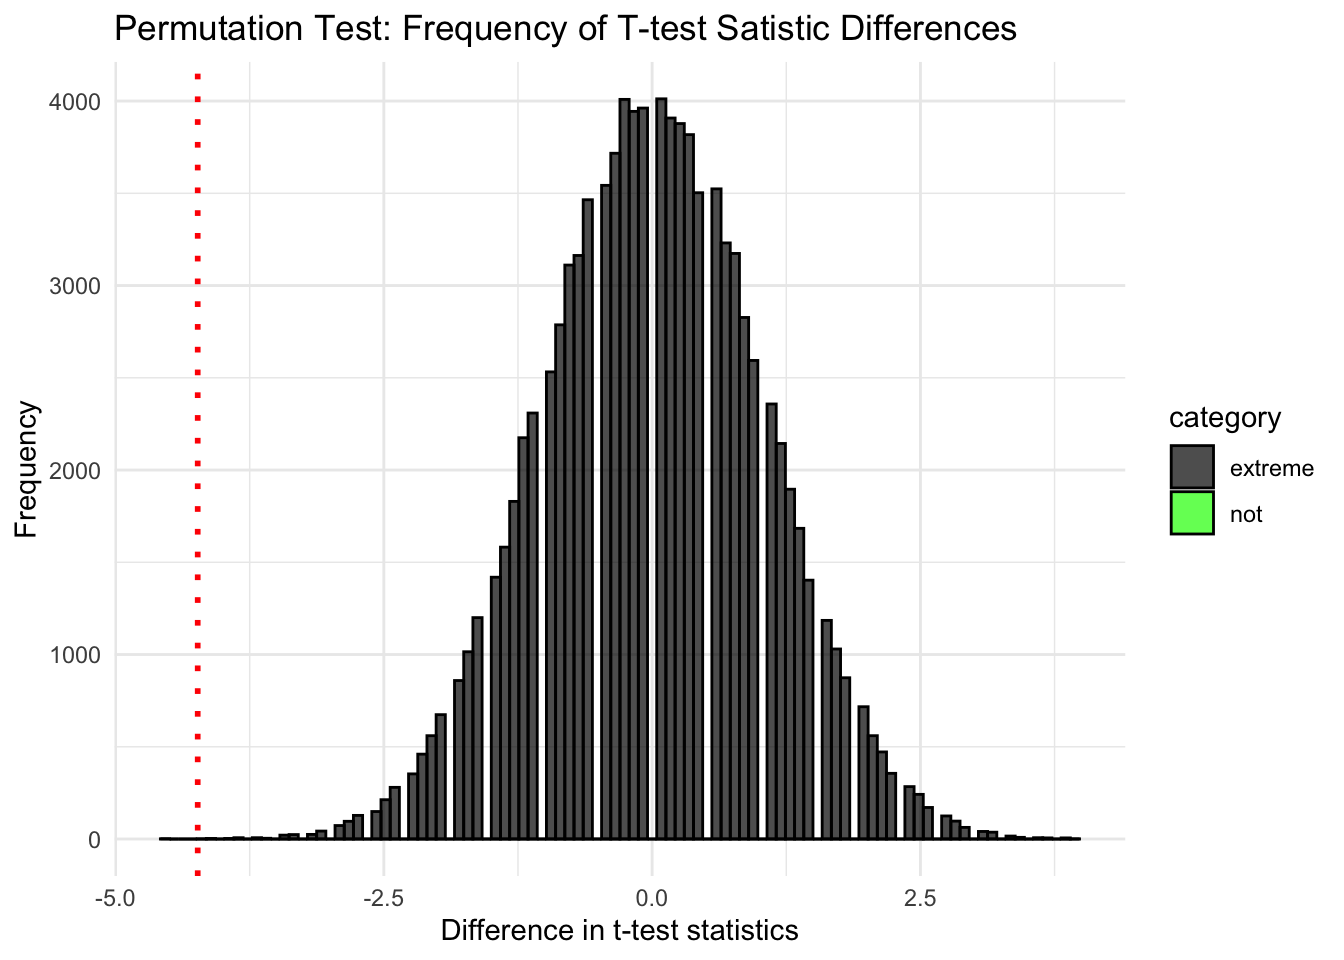 Permutation Test: Frequency of T-test Satistic Differences
4000
3000
2000
1000
0
Frequency
-5.0
-2.5
0.0
2.5
Difference in t-test statistics
category
extreme
not